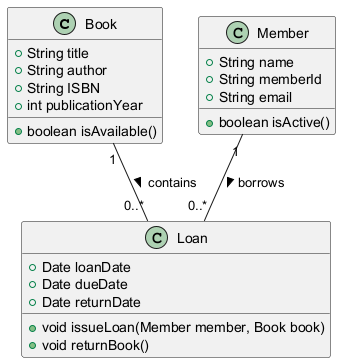 C Book
String title
String author
String ISBN
int publicationYear
boolean isAvailable()
C Member
String name
String memberId
String email
boolean isActive()
1
contains
0..*
1
borrows
0..*
C Loan
Date loanDate
Date dueDate
Date returnDate
void issueLoan(Member member, Book book)
void returnBook()